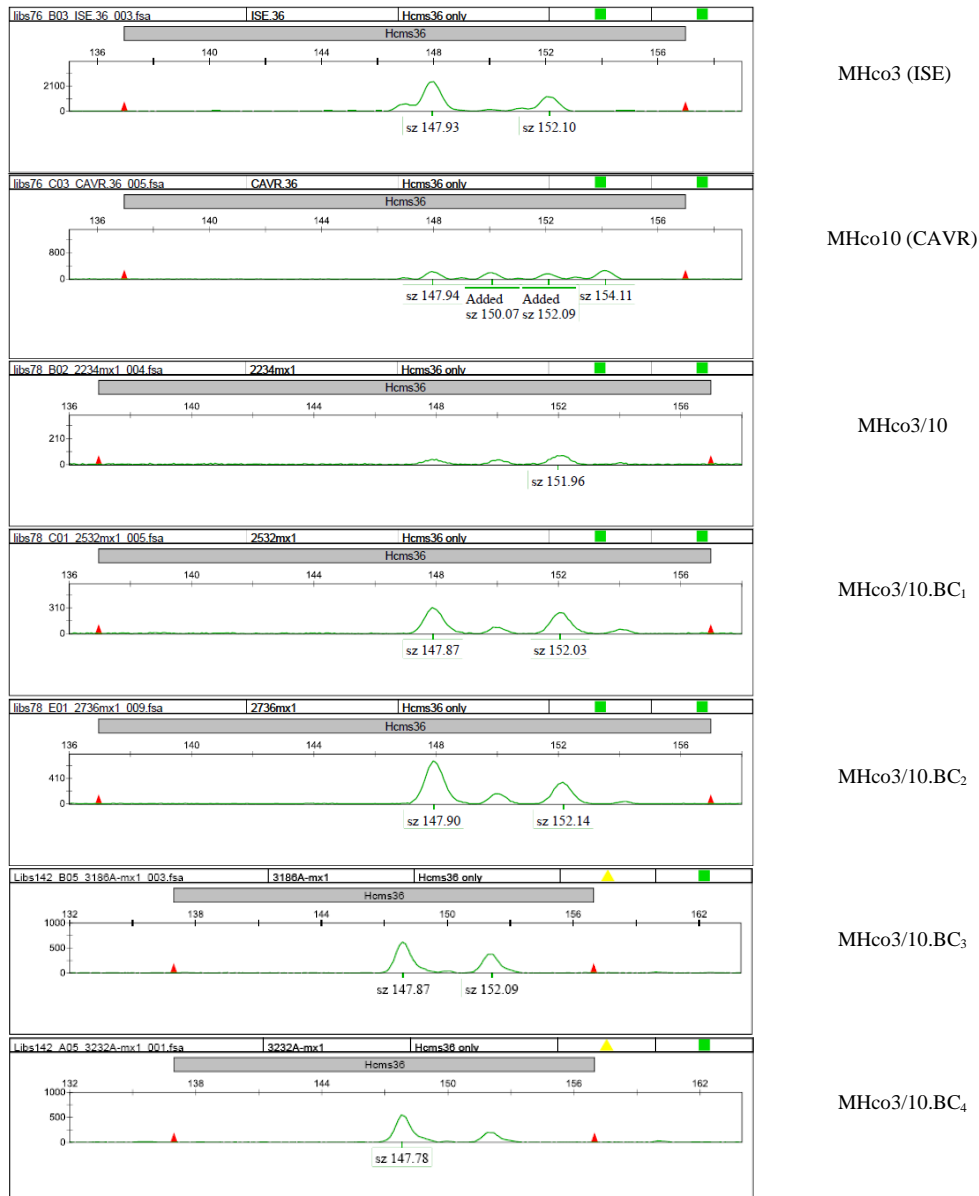 libs76_B03_ISE.36_003.fsa ISE.36 Hcms36 only
Hcms36
136 140 144 148 152 156
2100
0
sz 147.93 sz 152.10
MHco3 (ISE)
libs76_C03_CAVR.36_005.fsa CAVR.36 Hcms36 only
Hcms36
136 140 144 148 152 156
800
0
sz 147.94 Added Added sz 154.11
sz 150.07 sz 152.09
MHco10 (CAVR)
libs78_B02_2234mx1_004.fsa 2234mx1 Hcms36 only
Hcms36
136 140 144 148 152 156
210
0
sz 151.96
MHco3/10
libs78_C01_2532mx1_005.fsa 2532mx1 Hcms36 only
Hcms36
136 140 144 148 152 156
310
0
sz 147.87 sz 152.03
MHco3/10.BC₁
libs78_E01_2736mx1_009.fsa 2736mx1 Hcms36 only
Hcms36
136 140 144 148 152 156
410
0
sz 147.90 sz 152.14
MHco3/10.BC₂
Libs142_B05_3186A-mx1_003.fsa 3186A-mx1 Hcms36 only
Hcms36
132 138 144 150 156 162
1000
500
0
sz 147.87 sz 152.09
MHco3/10.BC₃
Libs142_A05_3232A-mx1_001.fsa 3232A-mx1 Hcms36 only
Hcms36
132 138 144 150 156 162
1000
500
0
sz 147.78
MHco3/10.BC₄